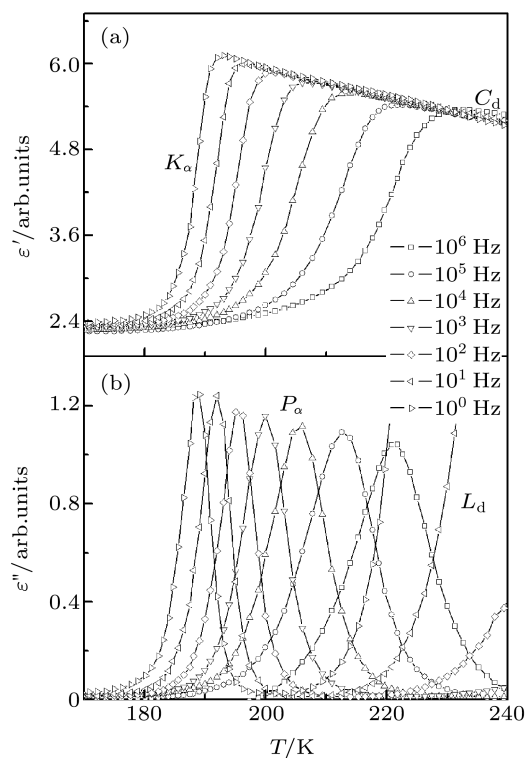 (a)
6.0
4.8
3.6
2.4
ε′/arb.units
Kα
Cd
10⁶ Hz
10⁵ Hz
10⁴ Hz
10³ Hz
10² Hz
10¹ Hz
10⁰ Hz
(b)
1.2
0.8
0.4
0
ε″/arb.units
Pα
Ld
180 200 220 240
T/K